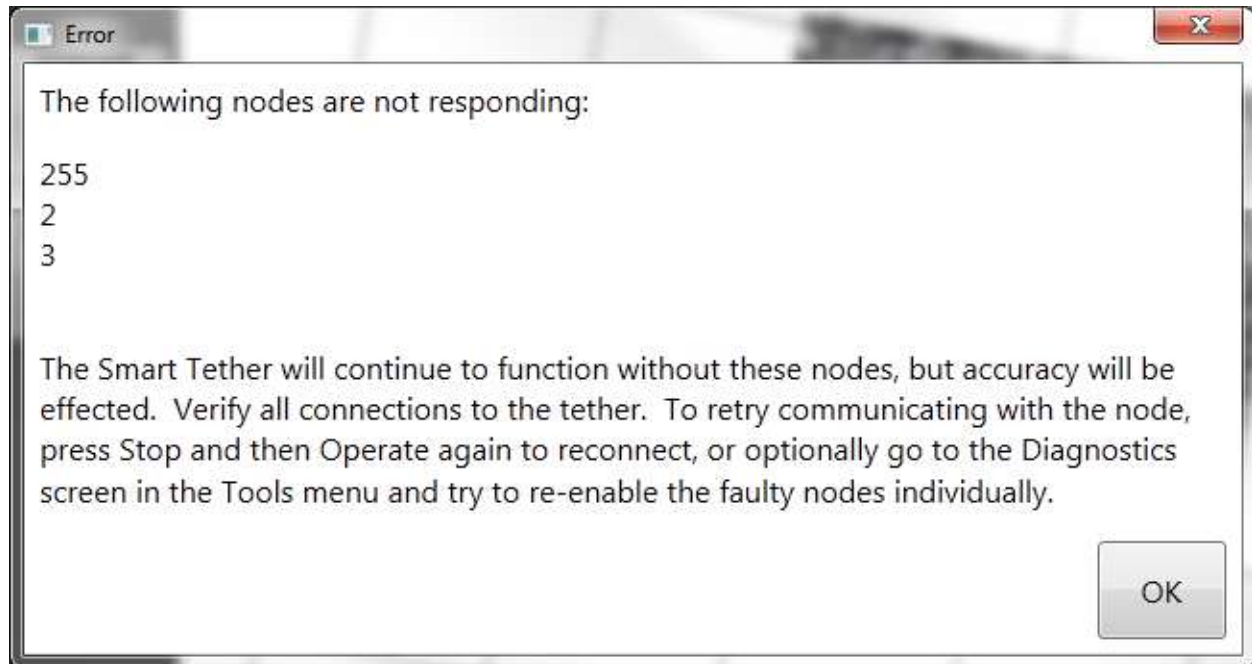 Error
The following nodes are not responding:
255
2
3
The Smart Tether will continue to function without these nodes, but accuracy will be
effected.  Verify all connections to the tether.  To retry communicating with the node,
press Stop and then Operate again to reconnect, or optionally go to the Diagnostics
screen in the Tools menu and try to re-enable the faulty nodes individually.
OK